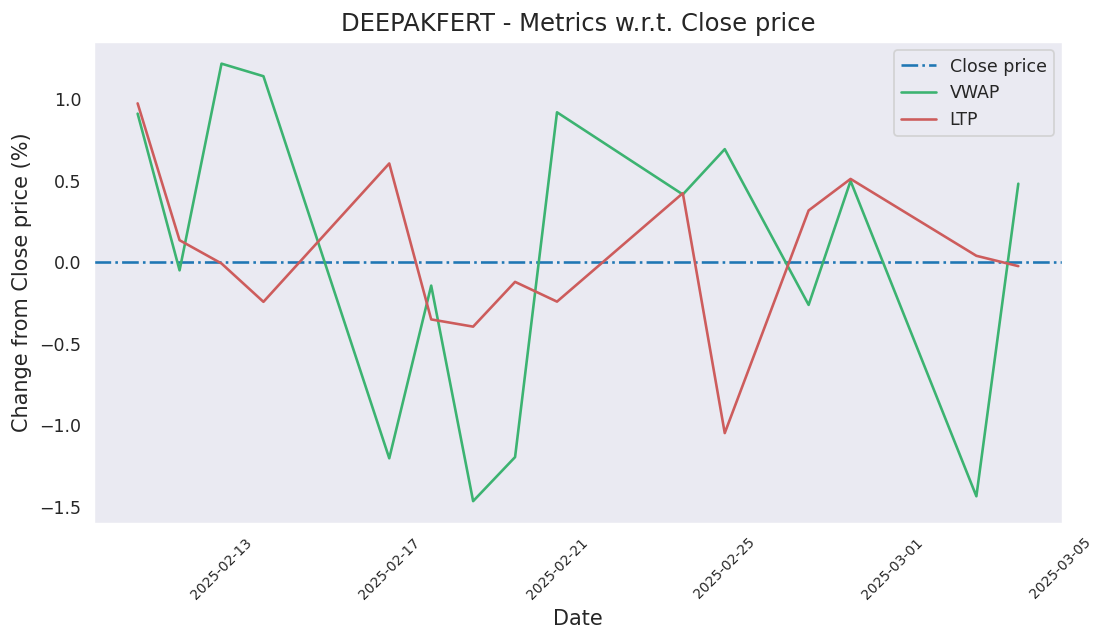 DEEPAKFERT - Metrics w.r.t. Close price
Close price
VWAP
LTP
Change from Close price (%)
1.0
0.5
0.0
−0.5
−1.0
−1.5
2025-02-13
2025-02-17
2025-02-21
2025-02-25
2025-03-01
2025-03-05
Date